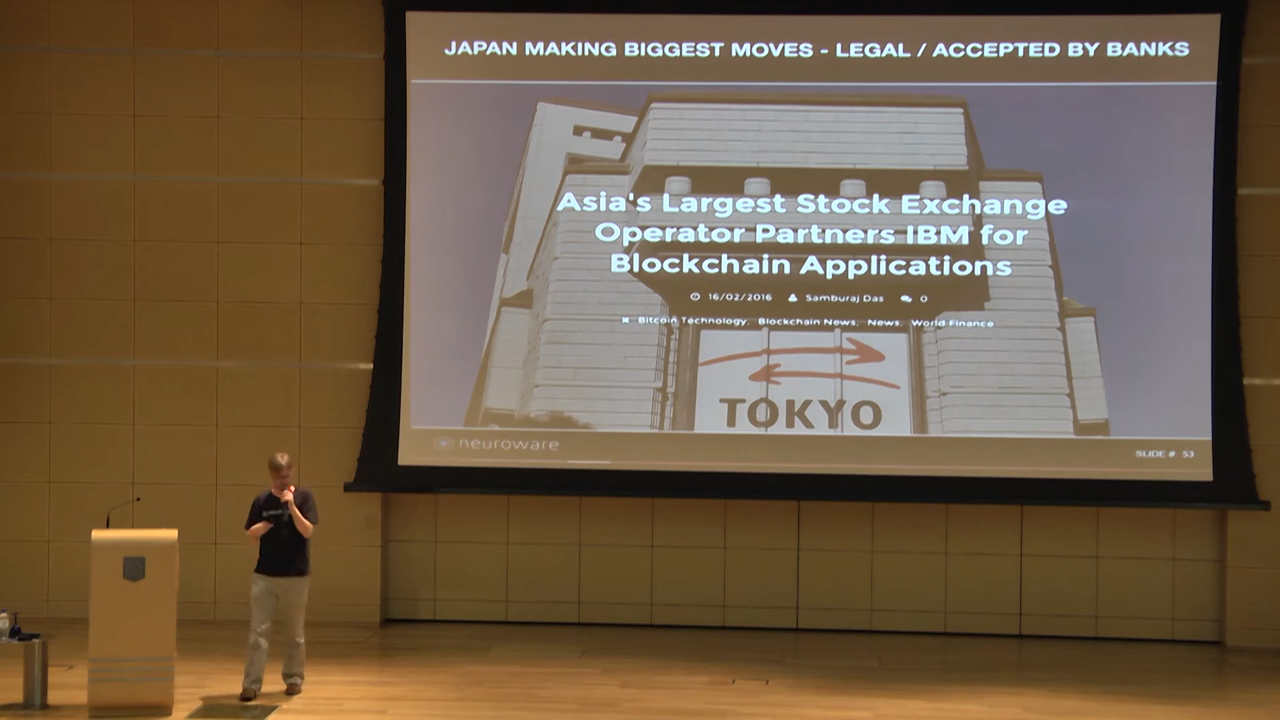 JAPAN MAKING BIGGEST MOVES - LEGAL / ACCEPTED BY BANKS
Asia's Largest Stock Exchange
Operator Partners IBM for
Blockchain Applications
16/02/2016 Samburaj Das 0
Bitcoin Technology, Blockchain News, News, World Finance
TOKYO
neuroware
SLIDE # 53